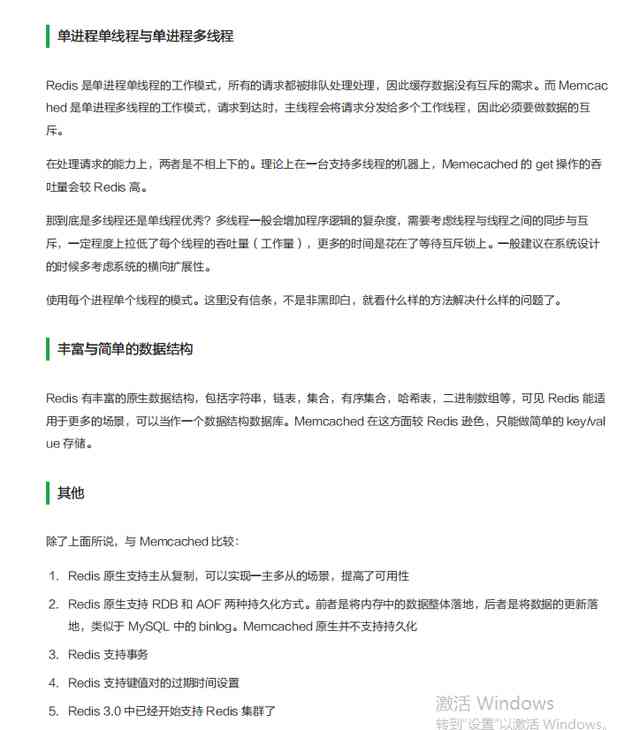 单进程单线程与单进程多线程
Redis 是单进程单线程的工作模式，所有的请求都被排队处理处理，因此缓存数据没有互斥的需求。而 Memcac
hed 是单进程多线程的工作模式，请求到达时，主线程会将请求分发给多个工作线程，因此必须要做数据的互
斥。
在处理请求的能力上，两者是不相上下的。理论上在一台支持多线程的机器上，Memecached 的 get 操作的吞
吐量会较 Redis 高。
那到底是多线程还是单线程优秀？多线程一般会增加程序逻辑的复杂度，需要考虑线程与线程之间的同步与互
斥，一定程度上拉低了每个线程的吞吐量（工作量），更多的时间是花在了等待互斥锁上。一般建议在系统设计
的时候多考虑系统的横向扩展性。
使用每个进程单个线程的模式。这里没有信条，不是非黑即白，就看什么样的方法解决什么样的问题了。
丰富与简单的数据结构
Redis 有丰富的原生数据结构，包括字符串，链表，集合，有序集合，哈希表，二进制数组等，可见 Redis 能适
用于更多的场景，可以当作一个数据结构数据库。Memcached 在这方面较 Redis 逊色，只能做简单的 key/val
ue 存储。
其他
除了上面所说，与 Memcached 比较：
1. Redis 原生支持主从复制，可以实现一主多从的场景，提高了可用性
2. Redis 原生支持 RDB 和 AOF 两种持久化方式。前者是将内存中的数据整体落地，后者是将数据的更新落
地，类似于 MySQL 中的 binlog。Memcached 原生并不支持持久化
3. Redis 支持事务
4. Redis 支持键值对的过期时间设置
5. Redis 3.0 中已经开始支持 Redis 集群了
激活 Windows
转到"设置"以激活 Windows。